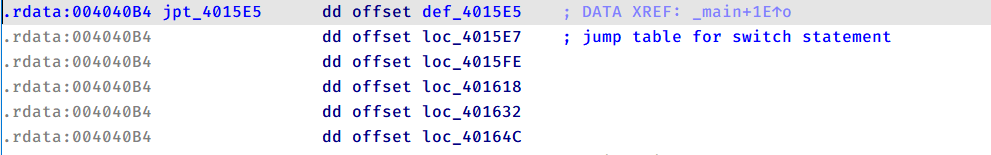 .rdata:004040B4 jpt_4015E5 dd offset def_4015E5 ; DATA XREF: _main+1E↑o
.rdata:004040B4 dd offset loc_4015E7 ; jump table for switch statement
.rdata:004040B4 dd offset loc_4015FE
.rdata:004040B4 dd offset loc_401618
.rdata:004040B4 dd offset loc_401632
.rdata:004040B4 dd offset loc_40164C